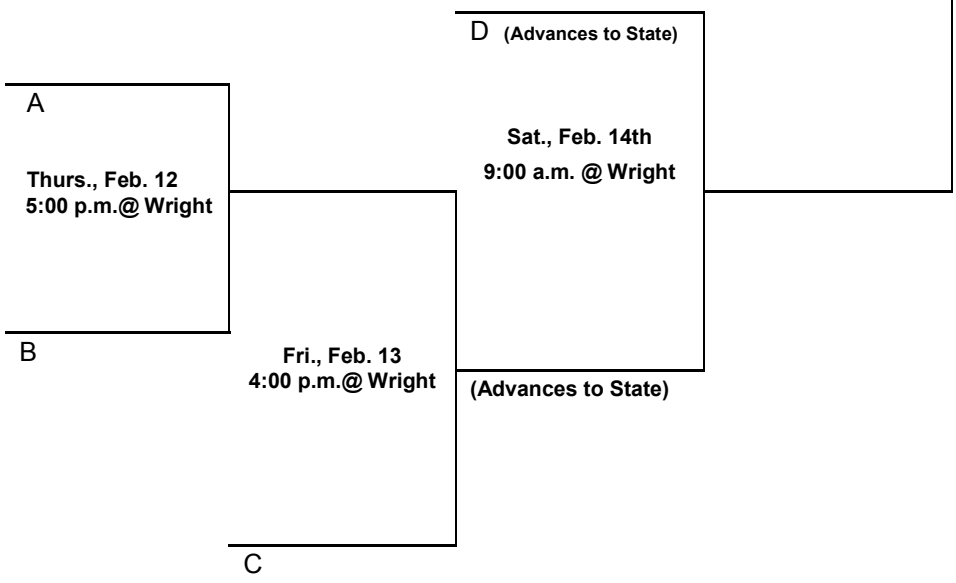 D (Advances to State)
A
Sat., Feb. 14th
9:00 a.m. @ Wright
Thurs., Feb. 12
5:00 p.m.@ Wright
B
Fri., Feb. 13
4:00 p.m.@ Wright
(Advances to State)
C